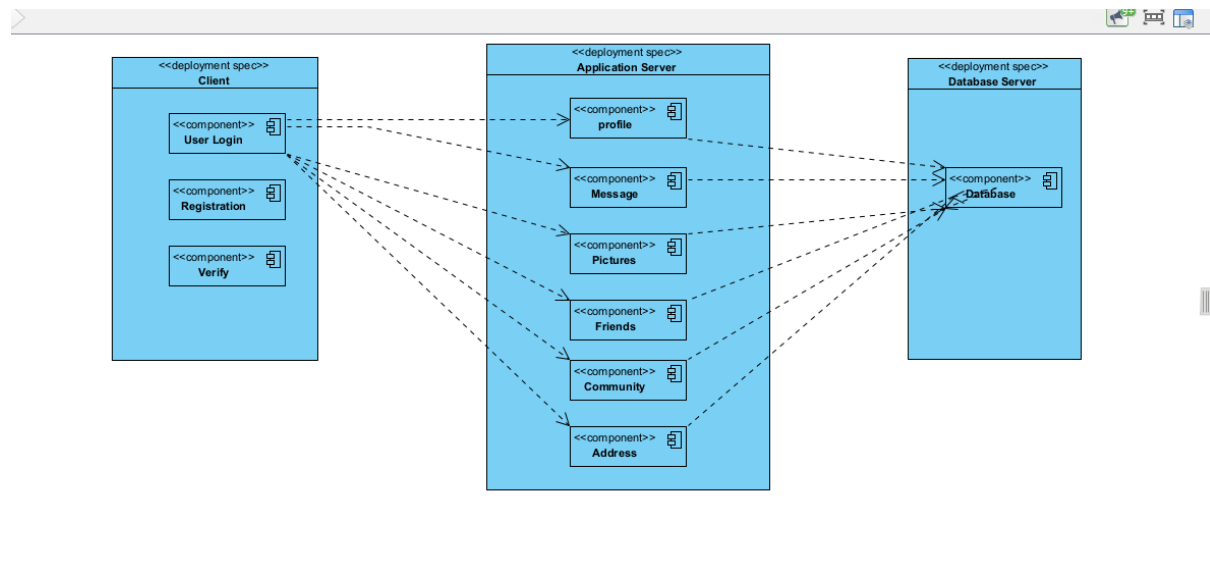 <<deployment spec>>
Client
<<component>>
User Login
<<component>>
Registration
<<component>>
Verify
<<deployment spec>>
Application Server
<<component>>
profile
<<component>>
Message
<<component>>
Pictures
<<component>>
Friends
<<component>>
Community
<<component>>
Address
<<deployment spec>>
Database Server
<<component>>
Database